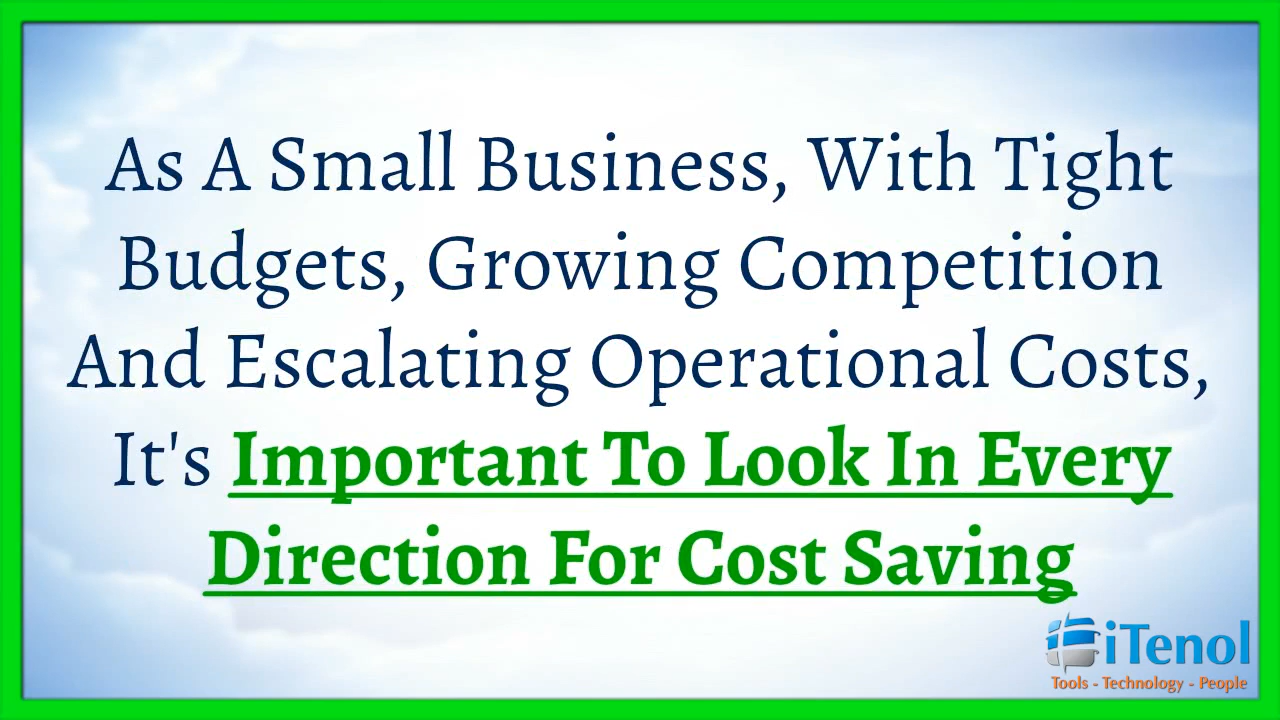 As A Small Business, With Tight
Budgets, Growing Competition
And Escalating Operational Costs,
It's Important To Look In Every
Direction For Cost Saving
iTenol
Tools - Technology - People